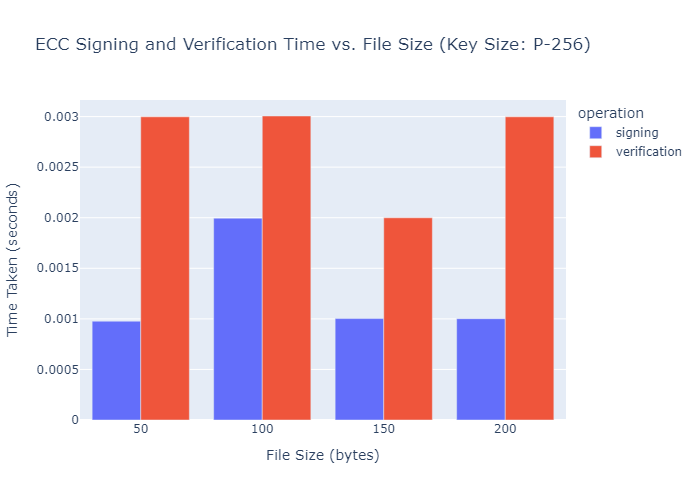 ECC Signing and Verification Time vs. File Size (Key Size: P-256)
operation
signing
verification
0.003
0.0025
0.002
0.0015
0.001
0.0005
0
Time Taken (seconds)
50 100 150 200
File Size (bytes)